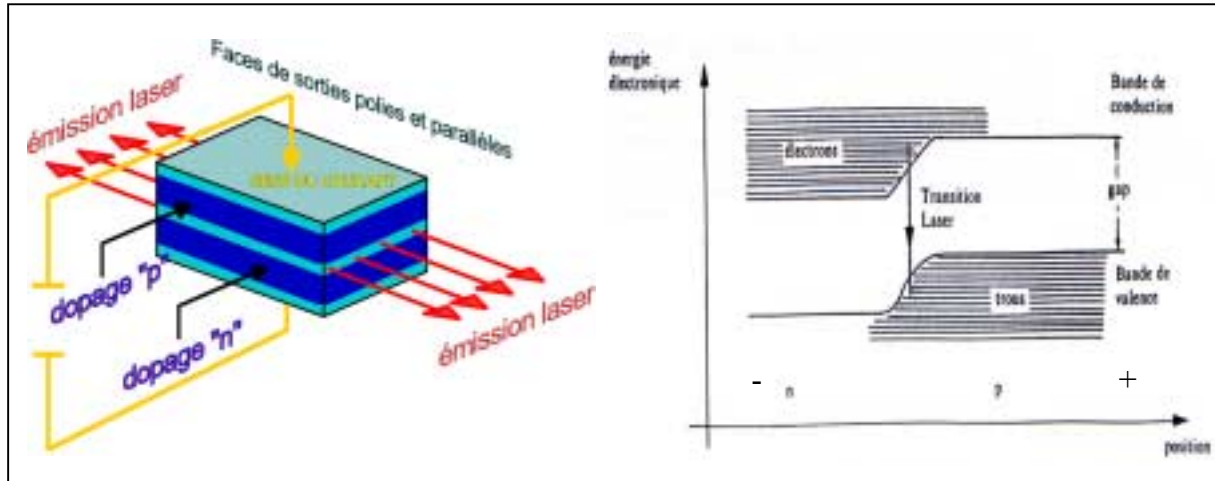 Faces de sorties polies et parallèles
émission laser
dopage "p"
dopage "n"
émission laser
énergie
électronique
Bande de
conduction
électrons
Transition
Laser
gap
Bande de
valenot
trous
-
n
p
+
position